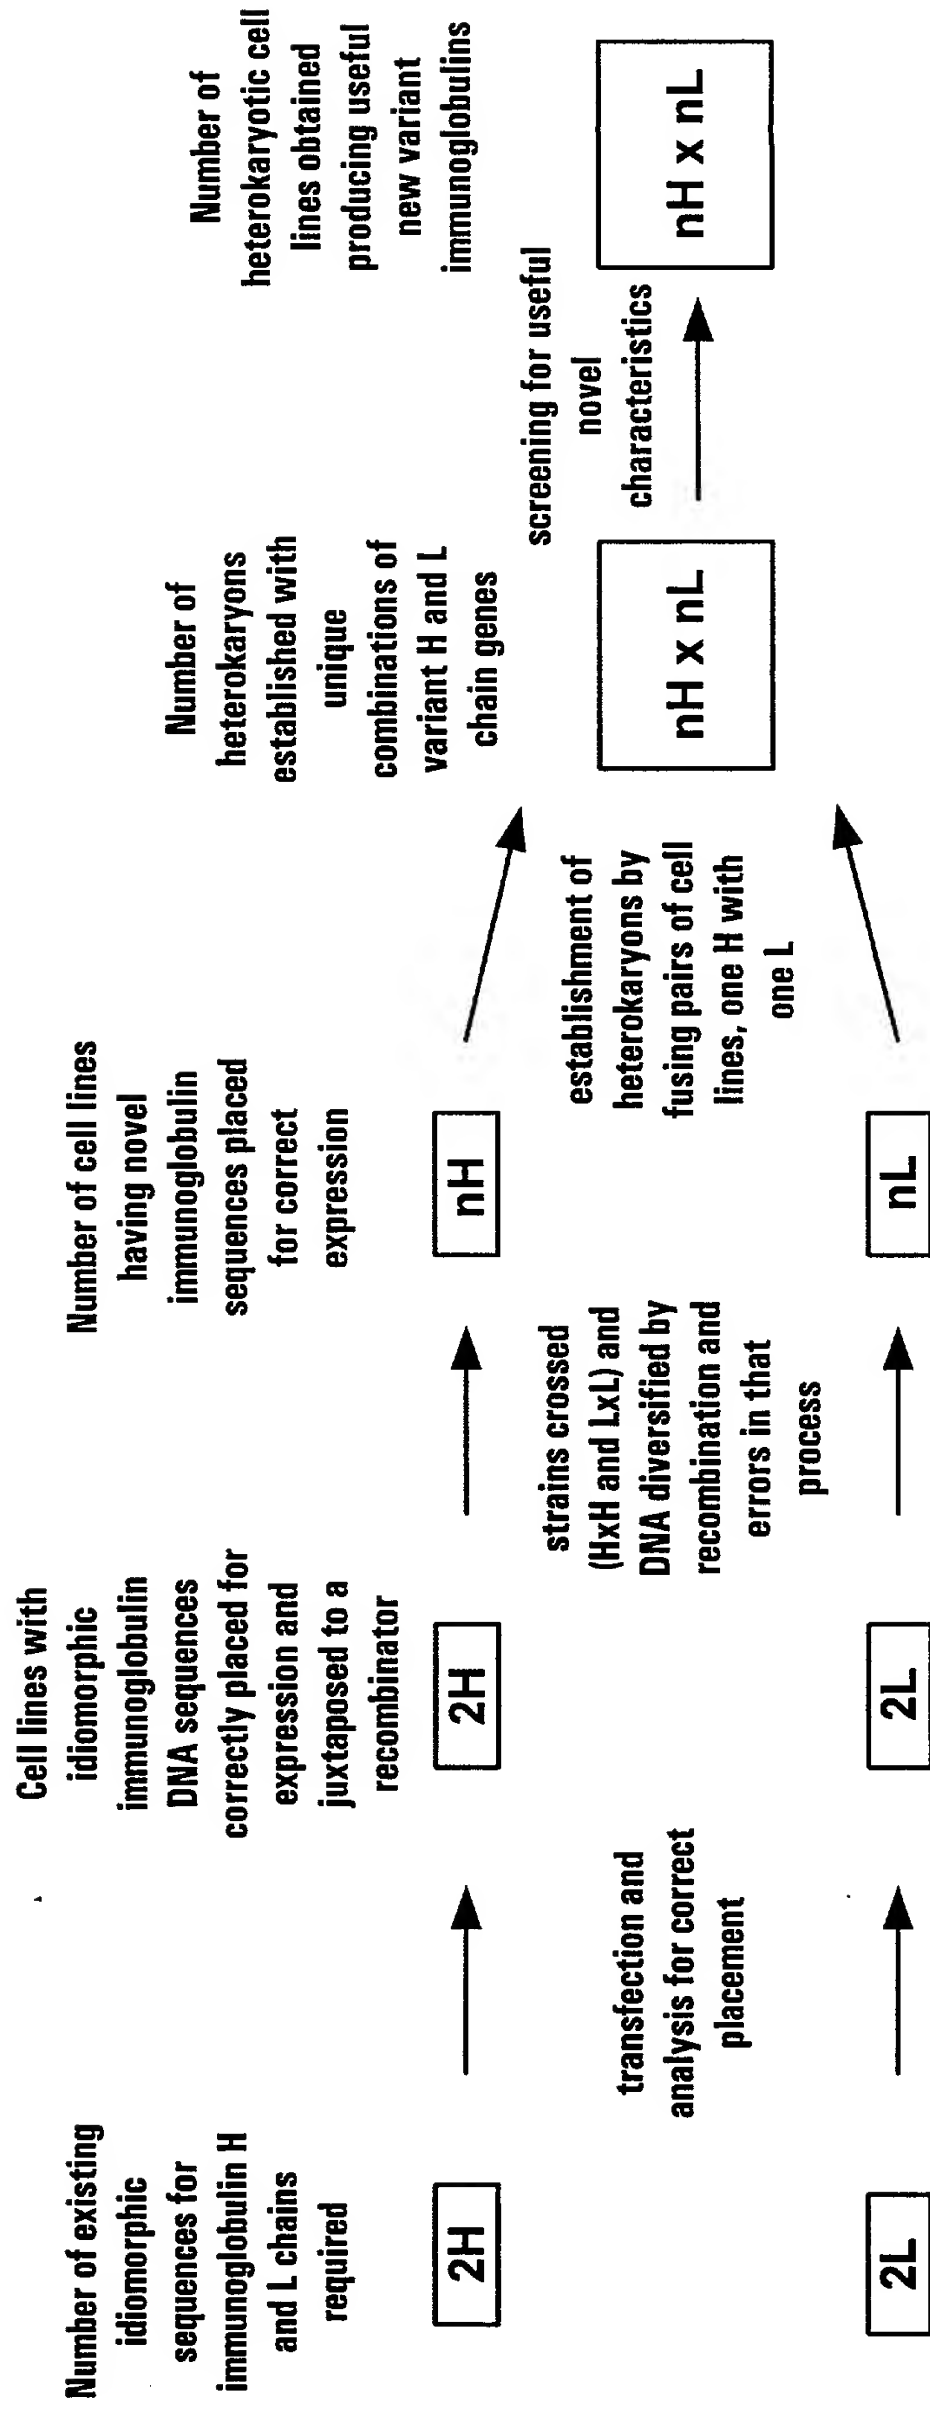 Number of existing
idiomorphic
sequences for
immunoglobulin H
and L chains
required
2H
2L
transfection and
analysis for correct
placement
Cell lines with
idiomorphic
immunoglobulin
DNA sequences
correctly placed for
expression and
juxtaposed to a
recombinator
2H
2L
strains crossed
(HxH and LxL) and
DNA diversified by
recombination and
errors in that
process
Number of cell lines
having novel
immunoglobulin
sequences placed
for correct
expression
nH
nL
establishment of
heterokaryons by
fusing pairs of cell
lines, one H with
one L
Number of
heterokaryons
established with
unique
combinations of
variant H and L
chain genes
nH x nL
screening for useful
novel
characteristics
Number of
heterokaryotic cell
lines obtained
producing useful
new variant
immunoglobulins
nH x nL